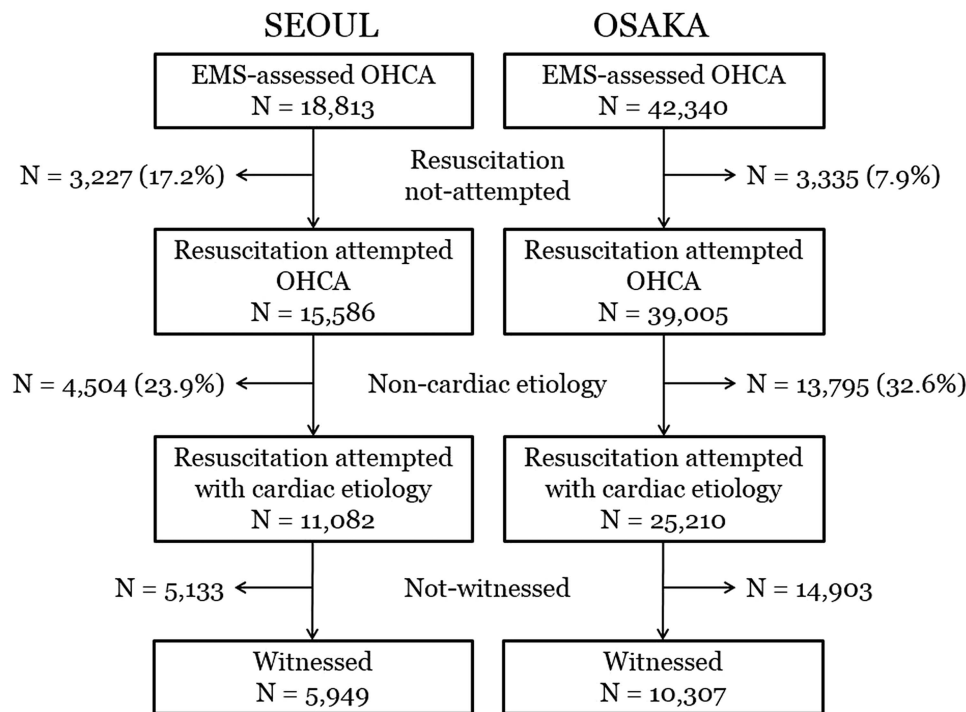 SEOUL OSAKA
EMS-assessed OHCA EMS-assessed OHCA
N = 18,813 N = 42,340
Resuscitation
N = 3,227 (17.2%) N = 3,335 (7.9%)
not-attempted
Resuscitation attempted Resuscitation attempted
OHCA OHCA
N = 15,586 N = 39,005
N = 4,504 (23.9%) Non-cardiac etiology N = 13,795 (32.6%)
Resuscitation attempted Resuscitation attempted
with cardiac etiology with cardiac etiology
N = 11,082 N = 25,210
N = 5,133 Not-witnessed N = 14,903
Witnessed Witnessed
N = 5,949 N = 10,307